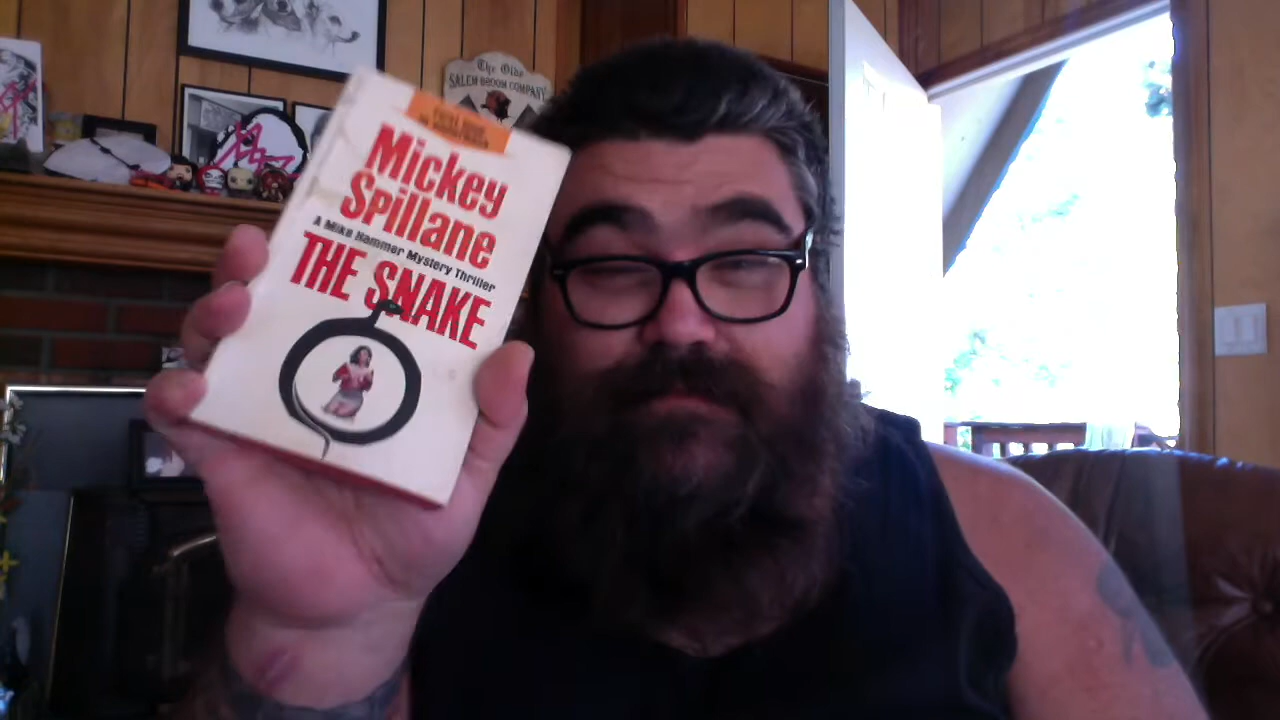 The Olde
SALEM BROOM COMPANY
Mickey
Spillane
A Mike Hammer Mystery Thriller
THE SNAKE